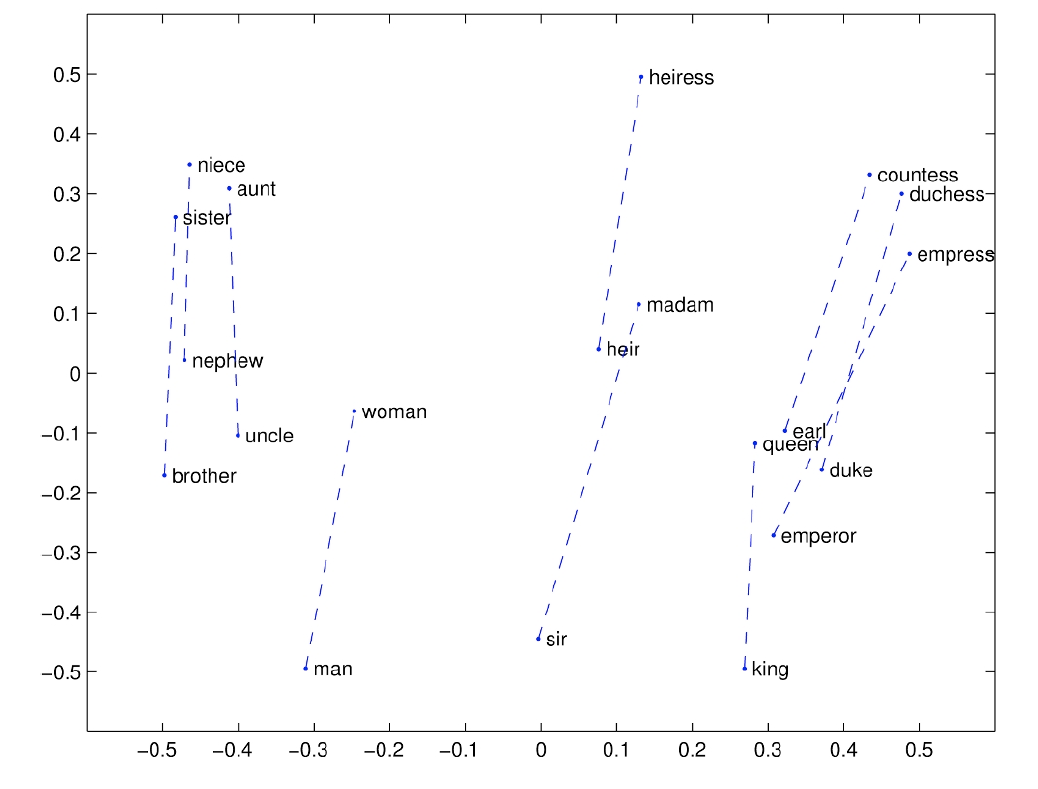 0.5
heiress
0.4
niece
aunt
countess
0.3
duchess
sister
0.2
empress
0.1
madam
heir
nephew
0
woman
−0.1
earl
uncle
queen
brother
duke
−0.2
emperor
−0.3
−0.4
sir
−0.5
man
king
−0.5 −0.4 −0.3 −0.2 −0.1 0 0.1 0.2 0.3 0.4 0.5